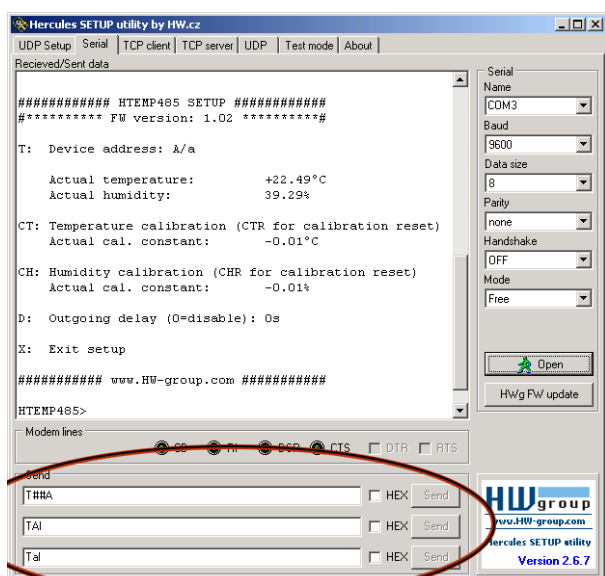 Hercules SETUP utility by HW.cz
UDP Setup Serial TCP client TCP server UDP Test mode About
Recieved/Sent data
############ HTEMP485 SETUP ############
#********** FW version: 1.02 **********#
T: Device address: A/a
Actual temperature: +22.49°C
Actual humidity: 39.29%
CT: Temperature calibration (CTR for calibration reset)
Actual cal. constant: -0.01°C
CH: Humidity calibration (CHR for calibration reset)
Actual cal. constant: -0.01%
D: Outgoing delay (0=disable): 0s
X: Exit setup
########### www.HW-group.com ###########
HTEMP485>
Serial
Name
COM3
Baud
9600
Data size
8
Parity
none
Handshake
OFF
Mode
Free
Open
HWg FW update
Modem lines
CD RI DSR CTS DTR RTS
Send
T##A HEX Send
TAI HEX Send
TaI HEX Send
HW group
www.HW-group.com
Hercules SETUP utility
Version 2.6.7